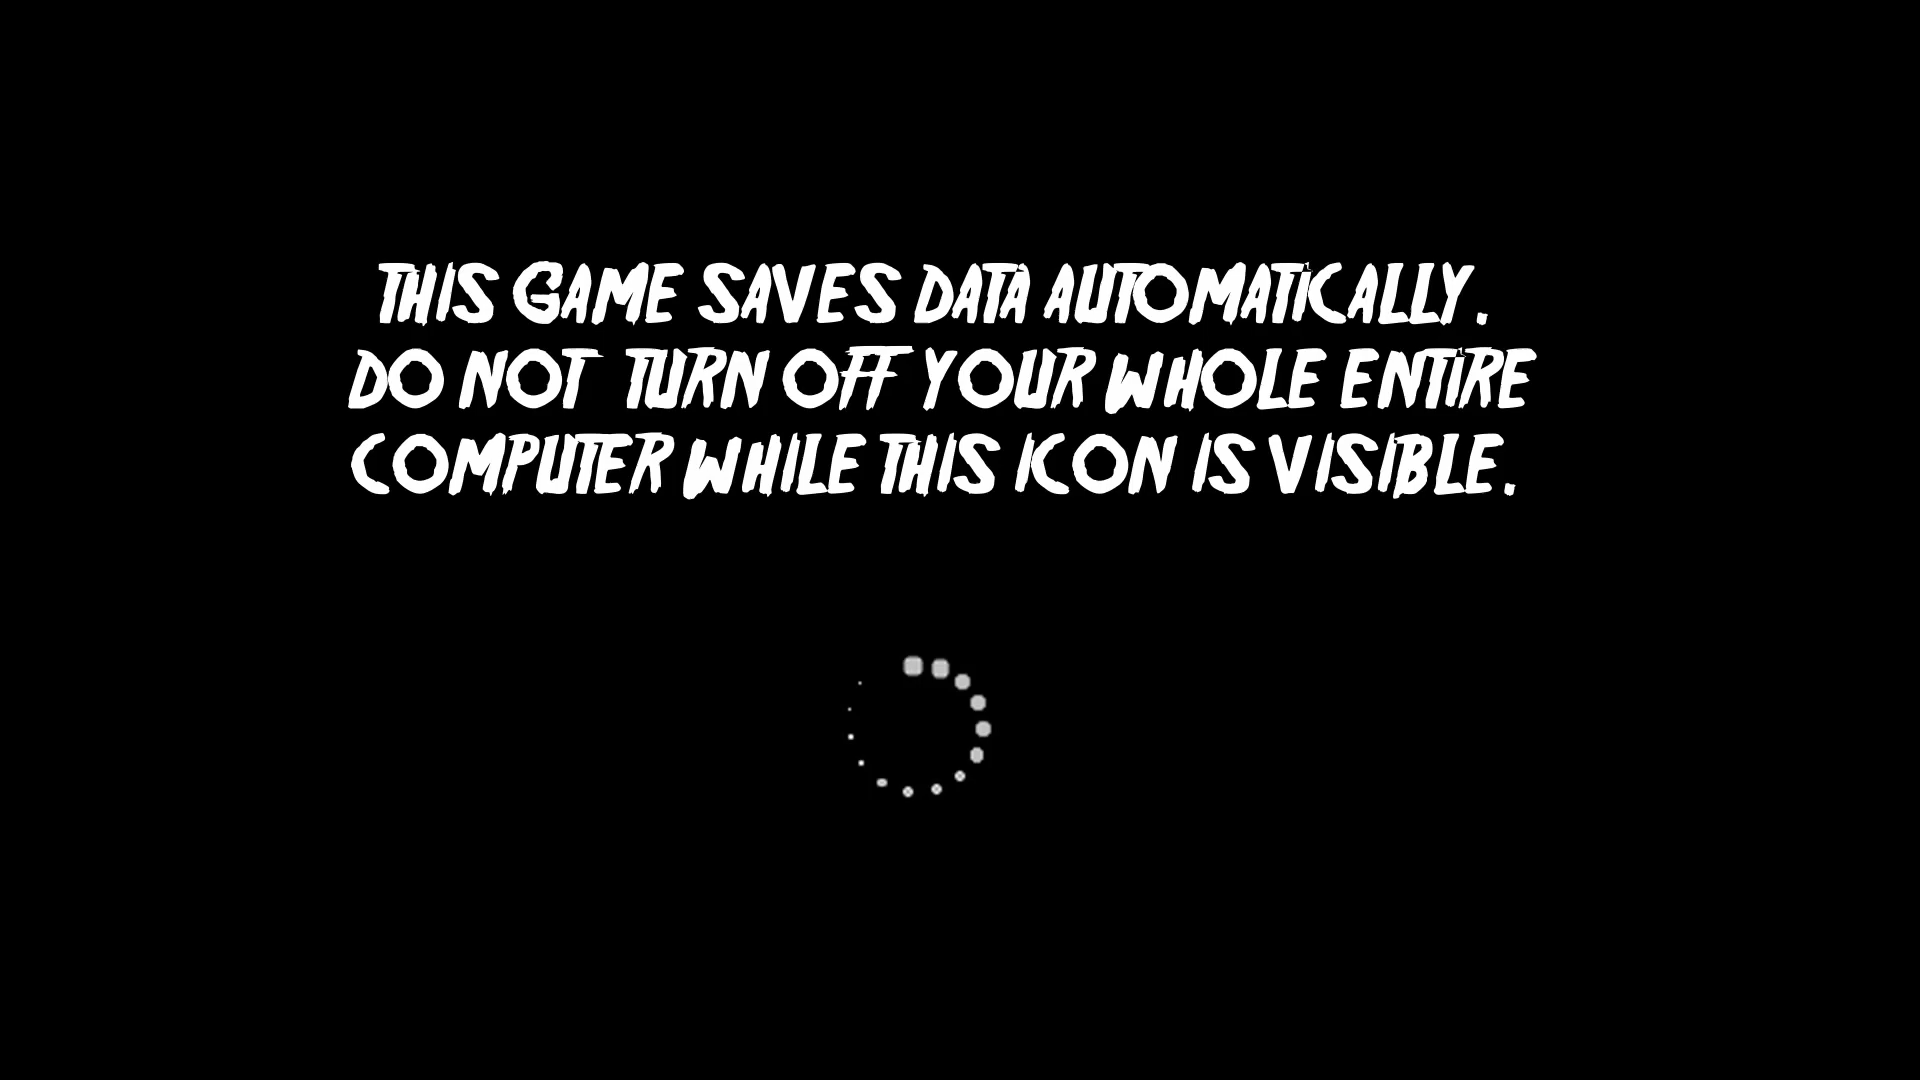 THIS GAME SAVES DATA AUTOMATICALLY.
DO NOT TURN OFF YOUR WHOLE ENTIRE
COMPUTER WHILE THIS ICON IS VISIBLE.